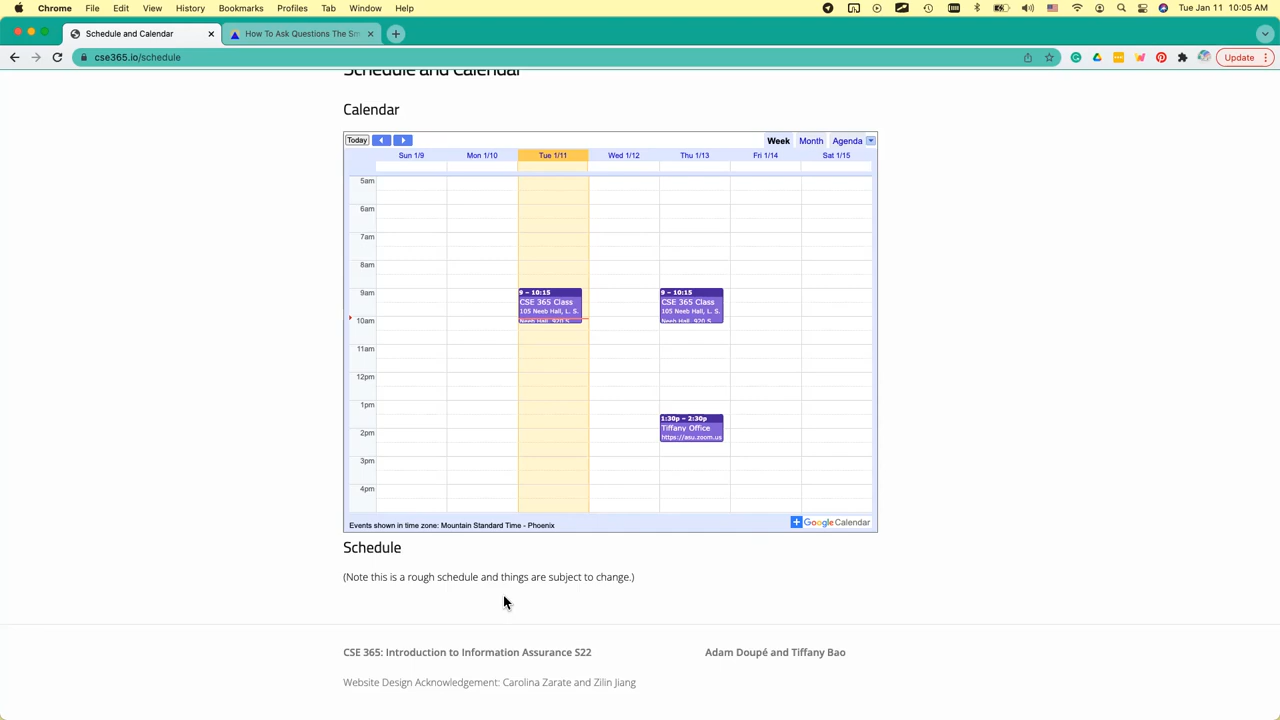 Chrome File Edit View History Bookmarks Profiles Tab Window Help Tue Jan 11 10:05 AM
Schedule and Calendar
How To Ask Questions The Sm
cse365.io/schedule
Update
Schedule and Calendar
Calendar
Today Week Month Agenda
Sun 1/9 Mon 1/10 Tue 1/11 Wed 1/12 Thu 1/13 Fri 1/14 Sat 1/15
5am
6am
7am
8am
9am
9 – 10:15 9 – 10:15
CSE 365 Class CSE 365 Class
105 Neeb Hall, L. S. 105 Neeb Hall, L. S.
Neeb Hall, 920 S. Neeb Hall, 920 S.
10am
11am
12pm
1pm
1:30p – 2:30p
Tiffany Office
https://asu.zoom.us
2pm
3pm
4pm
Events shown in time zone: Mountain Standard Time - Phoenix
Google Calendar
Schedule
(Note this is a rough schedule and things are subject to change.)
CSE 365: Introduction to Information Assurance S22 Adam Doupé and Tiffany Bao
Website Design Acknowledgement: Carolina Zarate and Zilin Jiang